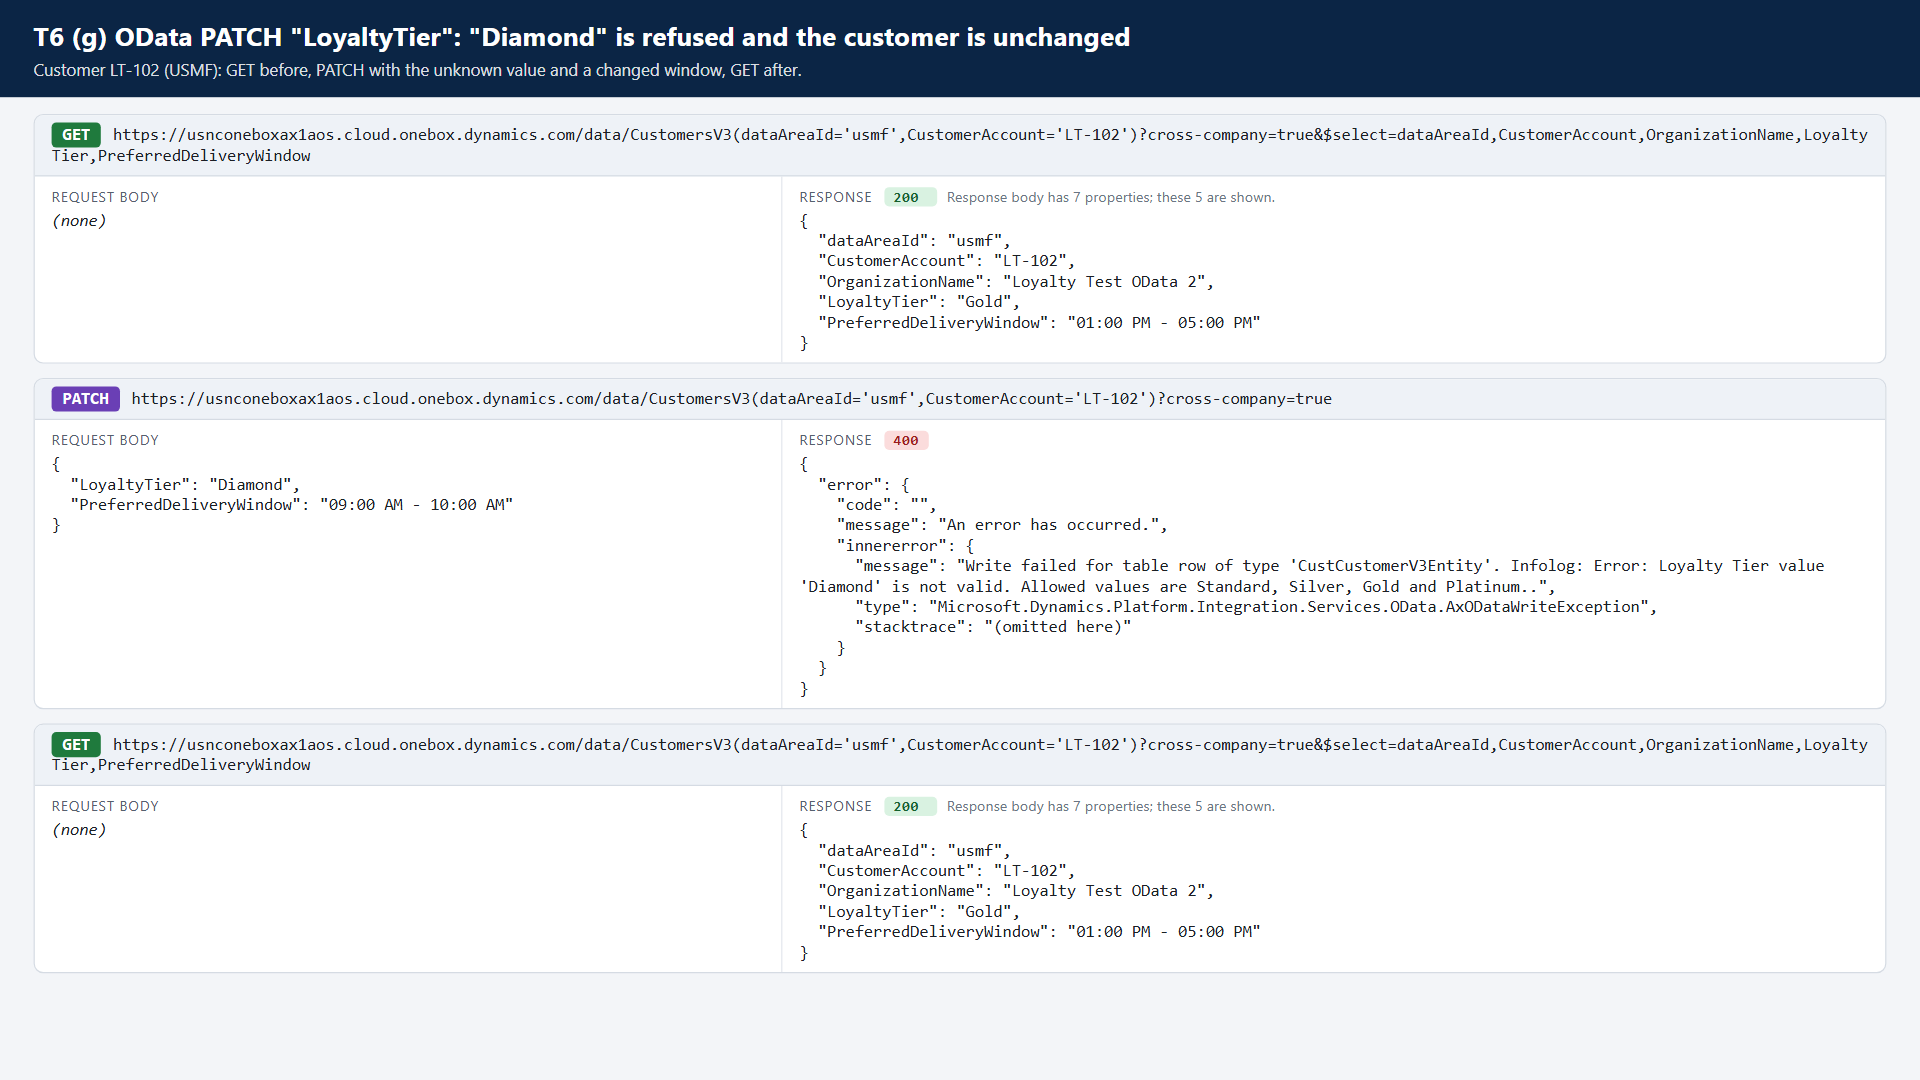 T6 (g) OData PATCH "LoyaltyTier": "Diamond" is refused and the customer is unchanged
Customer LT-102 (USMF): GET before, PATCH with the unknown value and a changed window, GET after.
GET https://usnconeboxax1aos.cloud.onebox.dynamics.com/data/CustomersV3(dataAreaId='usmf',CustomerAccount='LT-102')?cross-company=true&$select=dataAreaId,CustomerAccount,OrganizationName,Loyalty
Tier,PreferredDeliveryWindow
REQUEST BODY
(none)
RESPONSE 200 Response body has 7 properties; these 5 are shown.
{
  "dataAreaId": "usmf",
  "CustomerAccount": "LT-102",
  "OrganizationName": "Loyalty Test OData 2",
  "LoyaltyTier": "Gold",
  "PreferredDeliveryWindow": "01:00 PM - 05:00 PM"
}
PATCH https://usnconeboxax1aos.cloud.onebox.dynamics.com/data/CustomersV3(dataAreaId='usmf',CustomerAccount='LT-102')?cross-company=true
REQUEST BODY
{
  "LoyaltyTier": "Diamond",
  "PreferredDeliveryWindow": "09:00 AM - 10:00 AM"
}
RESPONSE 400
{
  "error": {
    "code": "",
    "message": "An error has occurred.",
    "innererror": {
      "message": "Write failed for table row of type 'CustCustomerV3Entity'. Infolog: Error: Loyalty Tier value
'Diamond' is not valid. Allowed values are Standard, Silver, Gold and Platinum..",
      "type": "Microsoft.Dynamics.Platform.Integration.Services.OData.AxODataWriteException",
      "stacktrace": "(omitted here)"
    }
  }
}
GET https://usnconeboxax1aos.cloud.onebox.dynamics.com/data/CustomersV3(dataAreaId='usmf',CustomerAccount='LT-102')?cross-company=true&$select=dataAreaId,CustomerAccount,OrganizationName,Loyalty
Tier,PreferredDeliveryWindow
REQUEST BODY
(none)
RESPONSE 200 Response body has 7 properties; these 5 are shown.
{
  "dataAreaId": "usmf",
  "CustomerAccount": "LT-102",
  "OrganizationName": "Loyalty Test OData 2",
  "LoyaltyTier": "Gold",
  "PreferredDeliveryWindow": "01:00 PM - 05:00 PM"
}